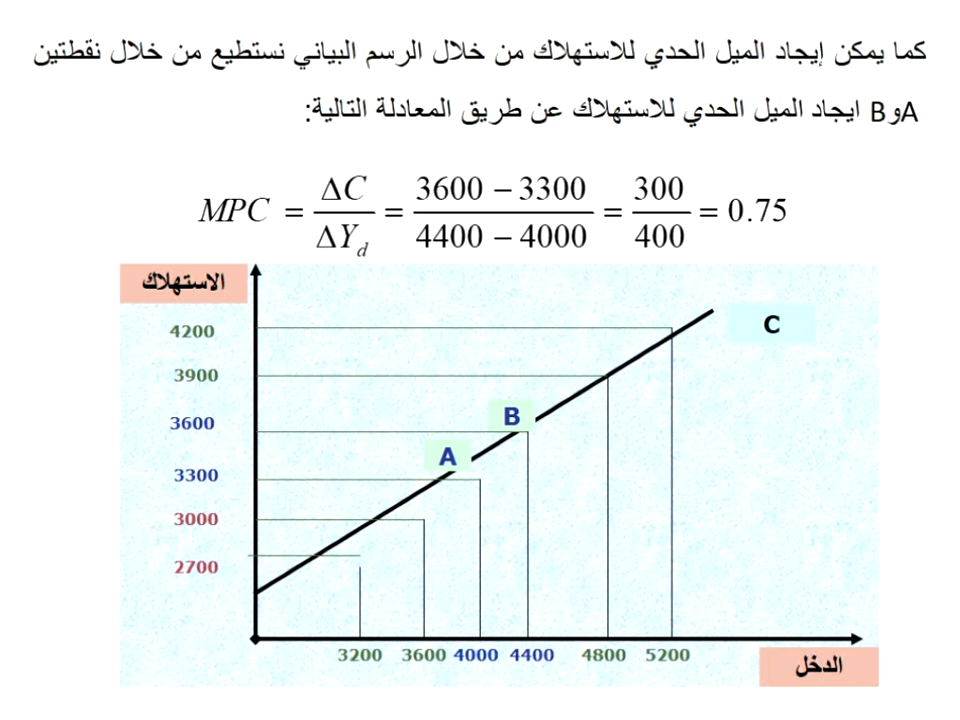 كما يمكن إيجاد الميل الحدي للاستهلاك من خلال الرسم البياني نستطيع من خلال نقطتين
Aو B ايجاد الميل الحدي للاستهلاك عن طريق المعادلة التالية:
MPC = ΔC / ΔY_d = 3600 – 3300 / 4400 – 4000 = 300 / 400 = 0.75
الاستهلاك
C
4200
3900
3600
B
A
3300
3000
2700
3200 3600 4000 4400 4800 5200
الدخل